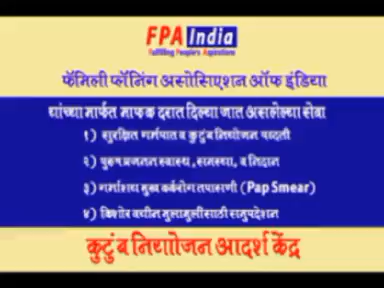 FPA India
Fulfilling People's Aspirations
फॅमिली प्लॅनिंग असोसिएशन ऑफ इंडिया
ह्यांच्या मार्फत माफक दरात दिल्या जात असलेल्या सेवा
१) सुरक्षित गर्भपात व कुटुंब नियोजन पध्दती
२) पुरुष प्रजनन स्वास्थ, समस्या, व निदान
३) गर्भाशय मुख कर्करोग तपासणी (Pap Smear)
४) किशोर वयीन मुलामुलींसाठी समुपदेशन
कुटुंब नियोजन आदर्श केंद्र